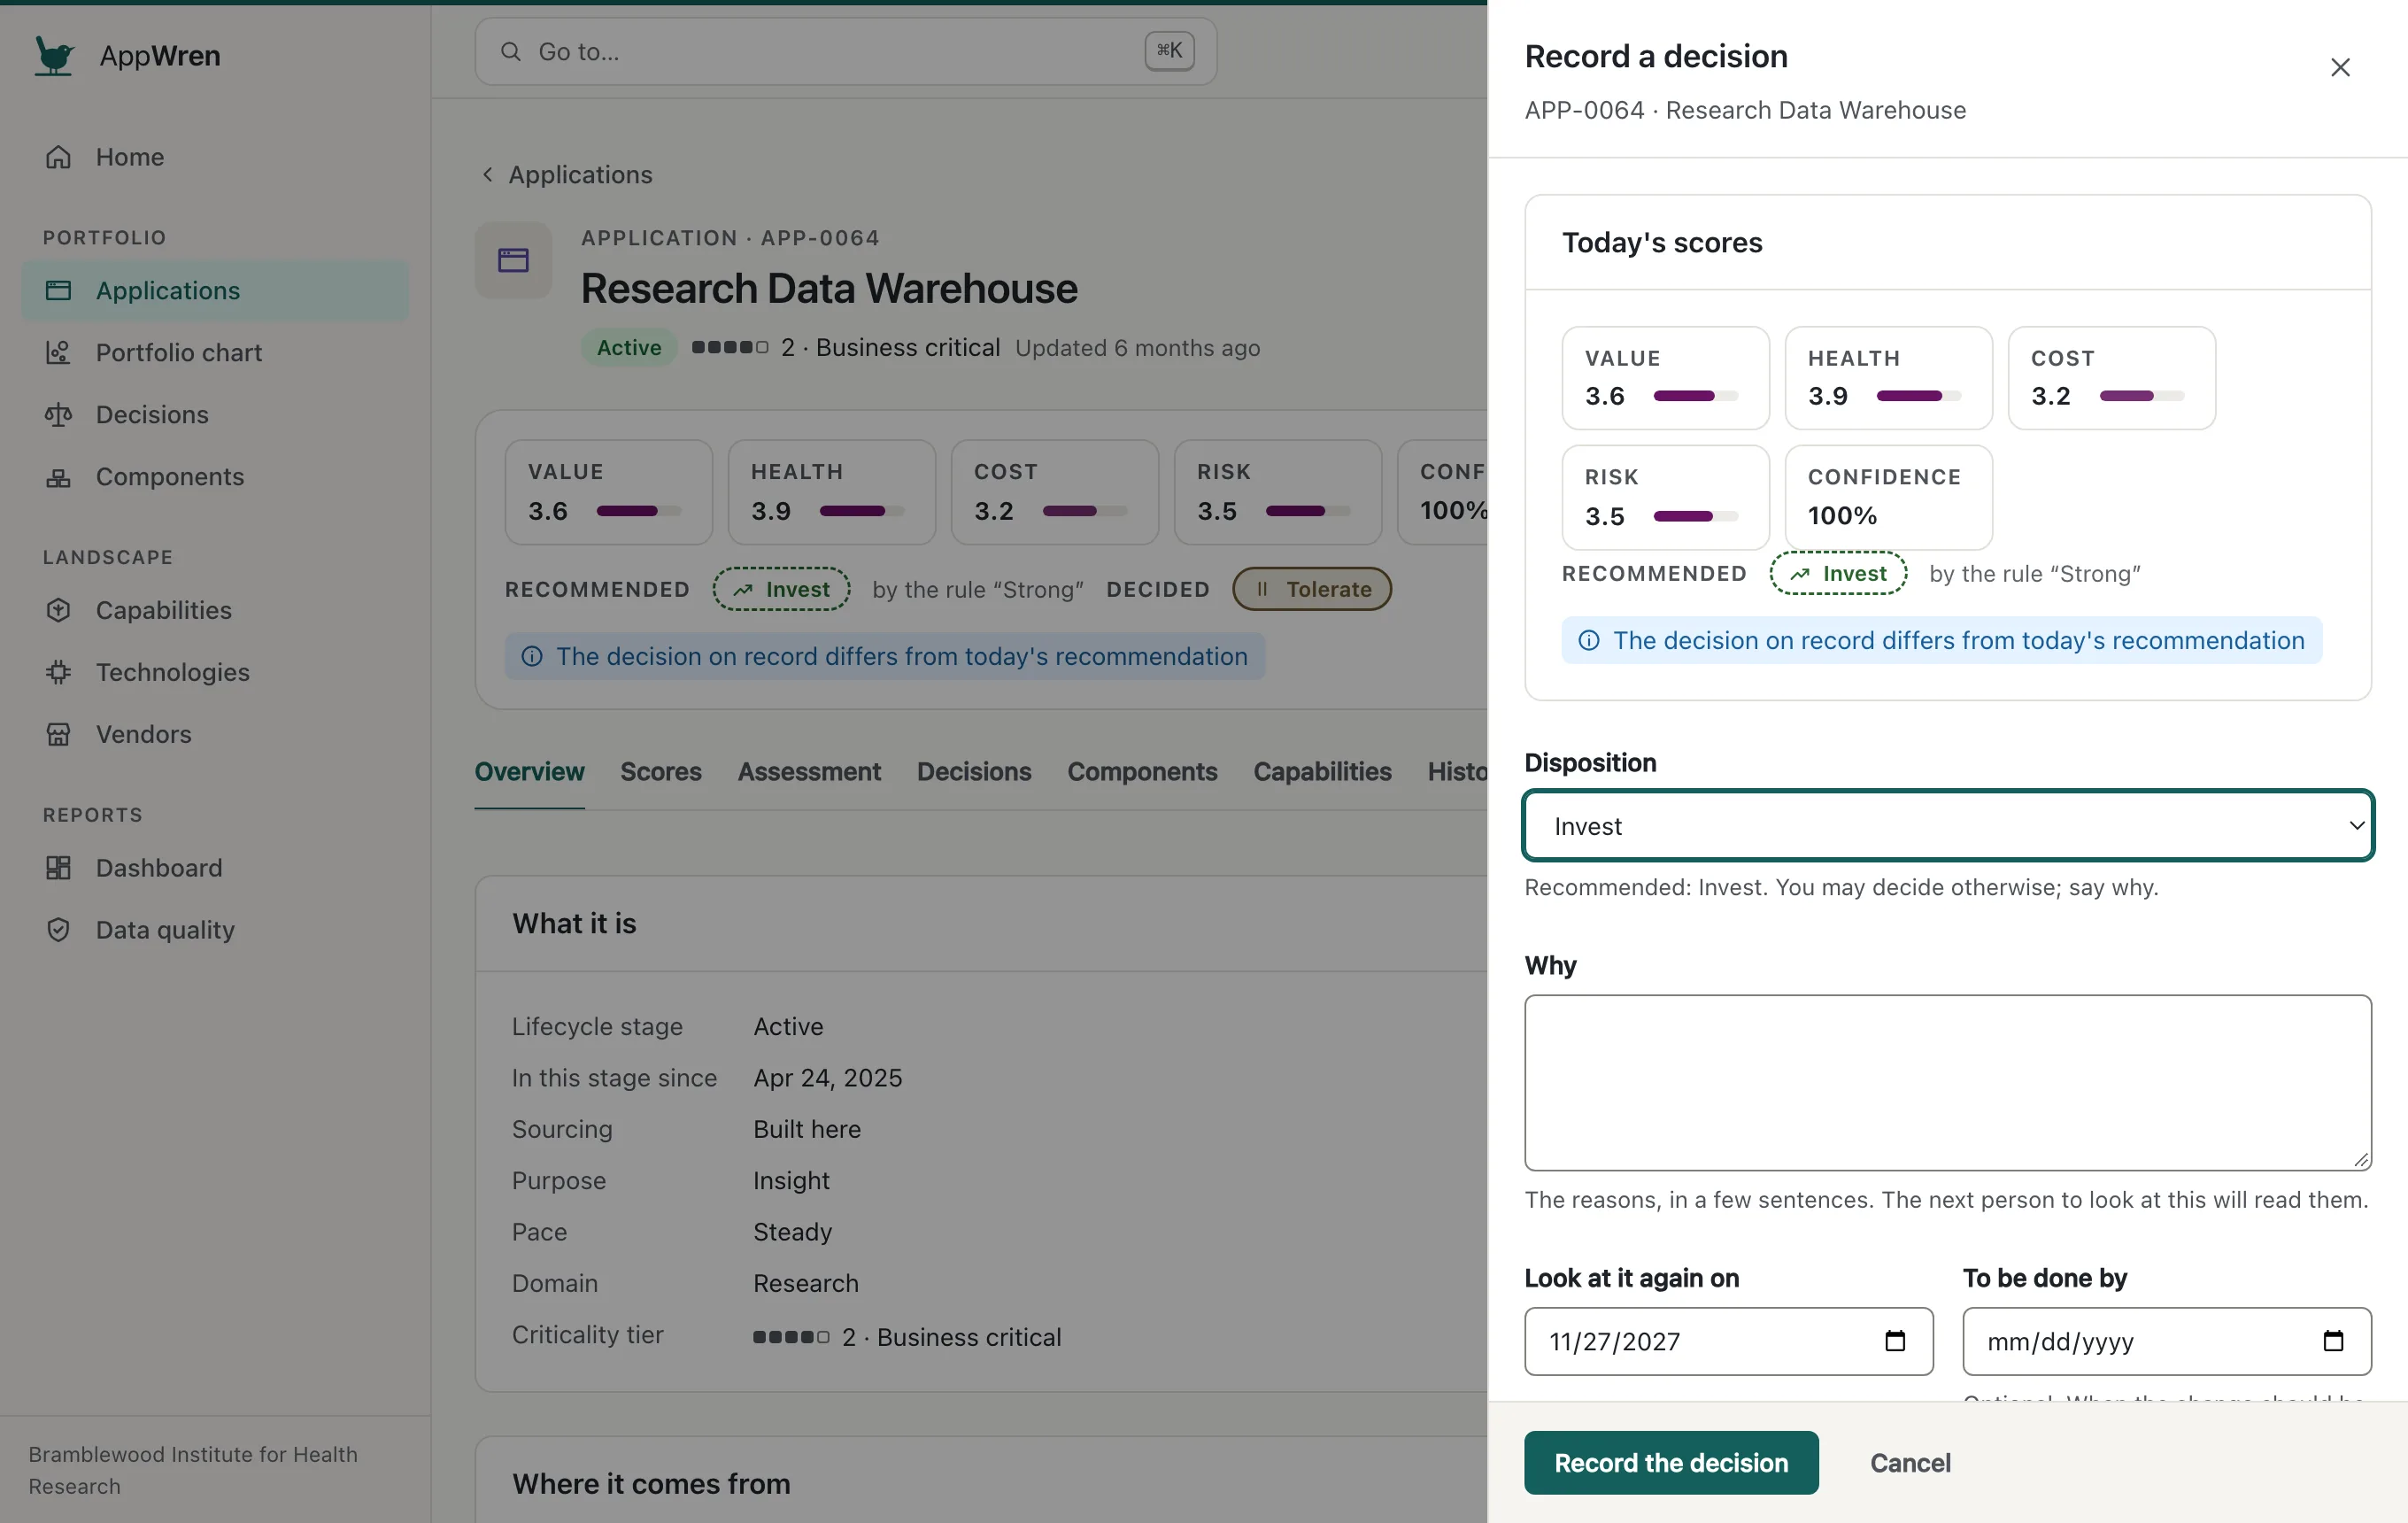 AppWren
Home
PORTFOLIO
Applications
Portfolio chart
Decisions
Components
LANDSCAPE
Capabilities
Technologies
Vendors
REPORTS
Dashboard
Data quality
Bramblewood Institute for Health
Research
Go to...
⌘K
Applications
APPLICATION · APP-0064
Research Data Warehouse
Active 2 · Business critical Updated 6 months ago
VALUE HEALTH COST RISK CONF
3.6 3.9 3.2 3.5 100%
RECOMMENDED Invest by the rule “Strong” DECIDED Tolerate
The decision on record differs from today's recommendation
Overview Scores Assessment Decisions Components Capabilities Histo
What it is
Lifecycle stage Active
In this stage since Apr 24, 2025
Sourcing Built here
Purpose Insight
Pace Steady
Domain Research
Criticality tier 2 · Business critical
Where it comes from
Record a decision
APP-0064 · Research Data Warehouse
Today's scores
VALUE HEALTH COST
3.6 3.9 3.2
RISK CONFIDENCE
3.5 100%
RECOMMENDED Invest by the rule “Strong”
The decision on record differs from today's recommendation
Disposition
Invest
Recommended: Invest. You may decide otherwise; say why.
Why
The reasons, in a few sentences. The next person to look at this will read them.
Look at it again on To be done by
11/27/2027 mm/dd/yyyy
Record the decision Cancel